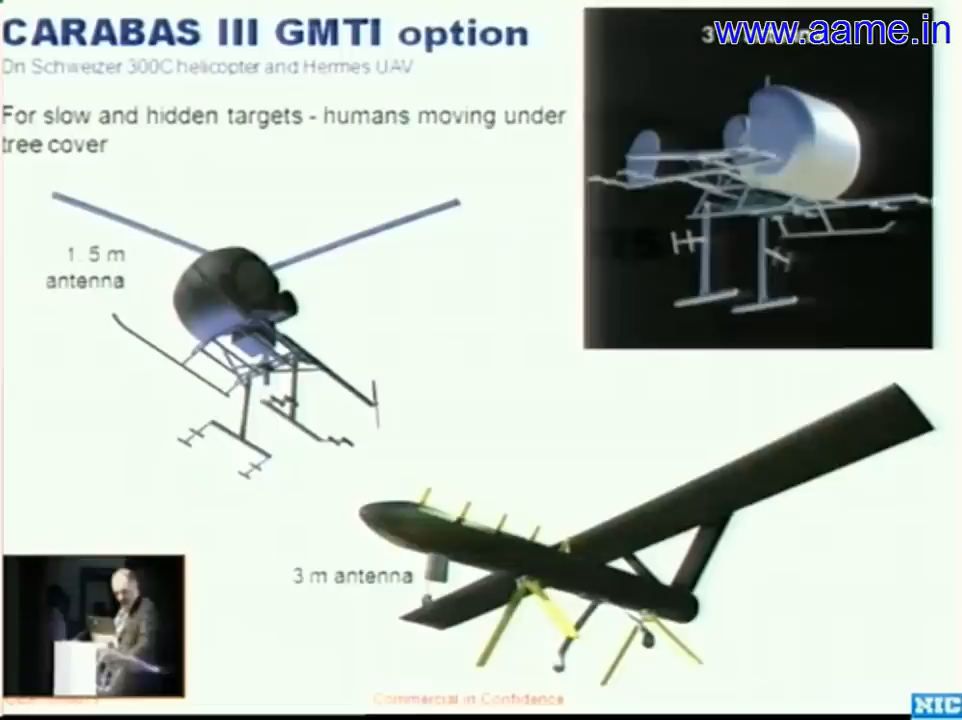 CARABAS III GMTI option
www.aame.in
On Schweizer 300C helicopter and Hermes UAV
For slow and hidden targets - humans moving under
tree cover
1.5 m
antenna
3 m antenna
Commercial in Confidence
NIC